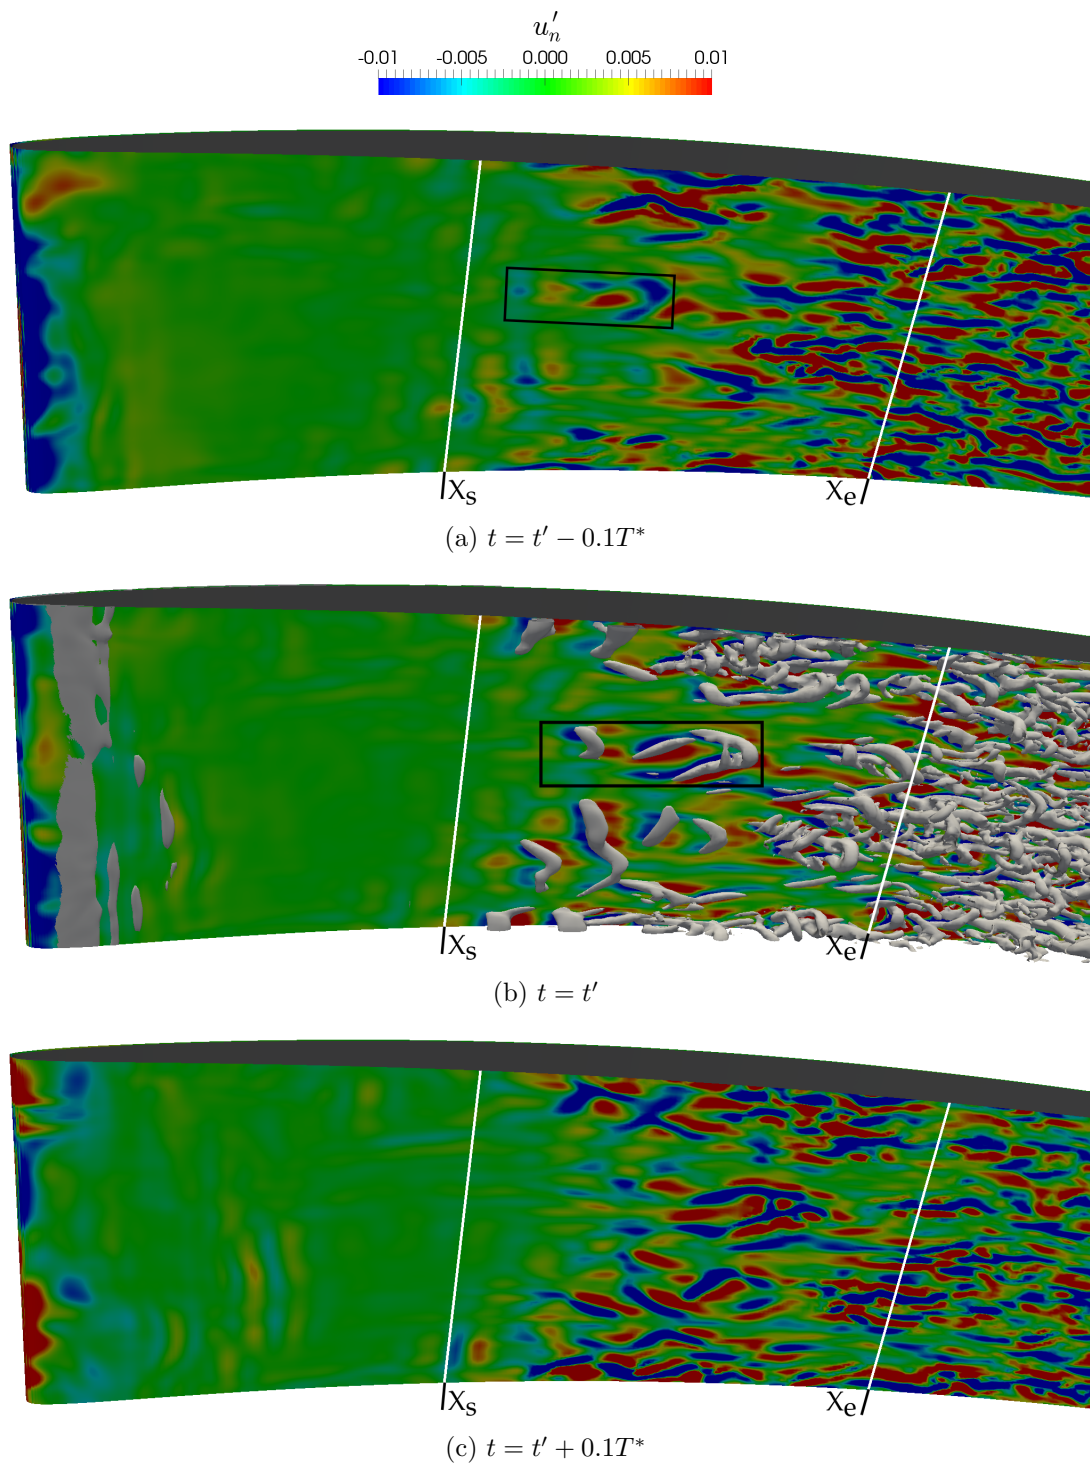 u′ₙ
-0.01 -0.005 0.000 0.005 0.01
Xs Xe
(a) t = t′ − 0.1T*
Xs Xe
(b) t = t′
Xs Xe
(c) t = t′ + 0.1T*